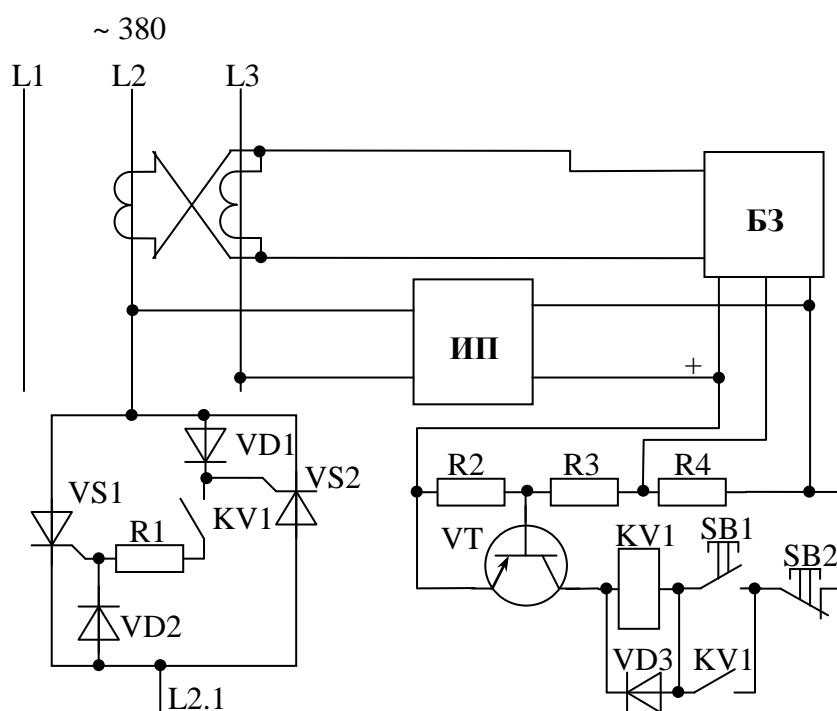 ~ 380
L1
L2
L3
БЗ
ИП
+
VD1
VS2
VS1
KV1
R1
VD2
L2.1
R2
R3
R4
VT
KV1
SB1
SB2
VD3
KV1